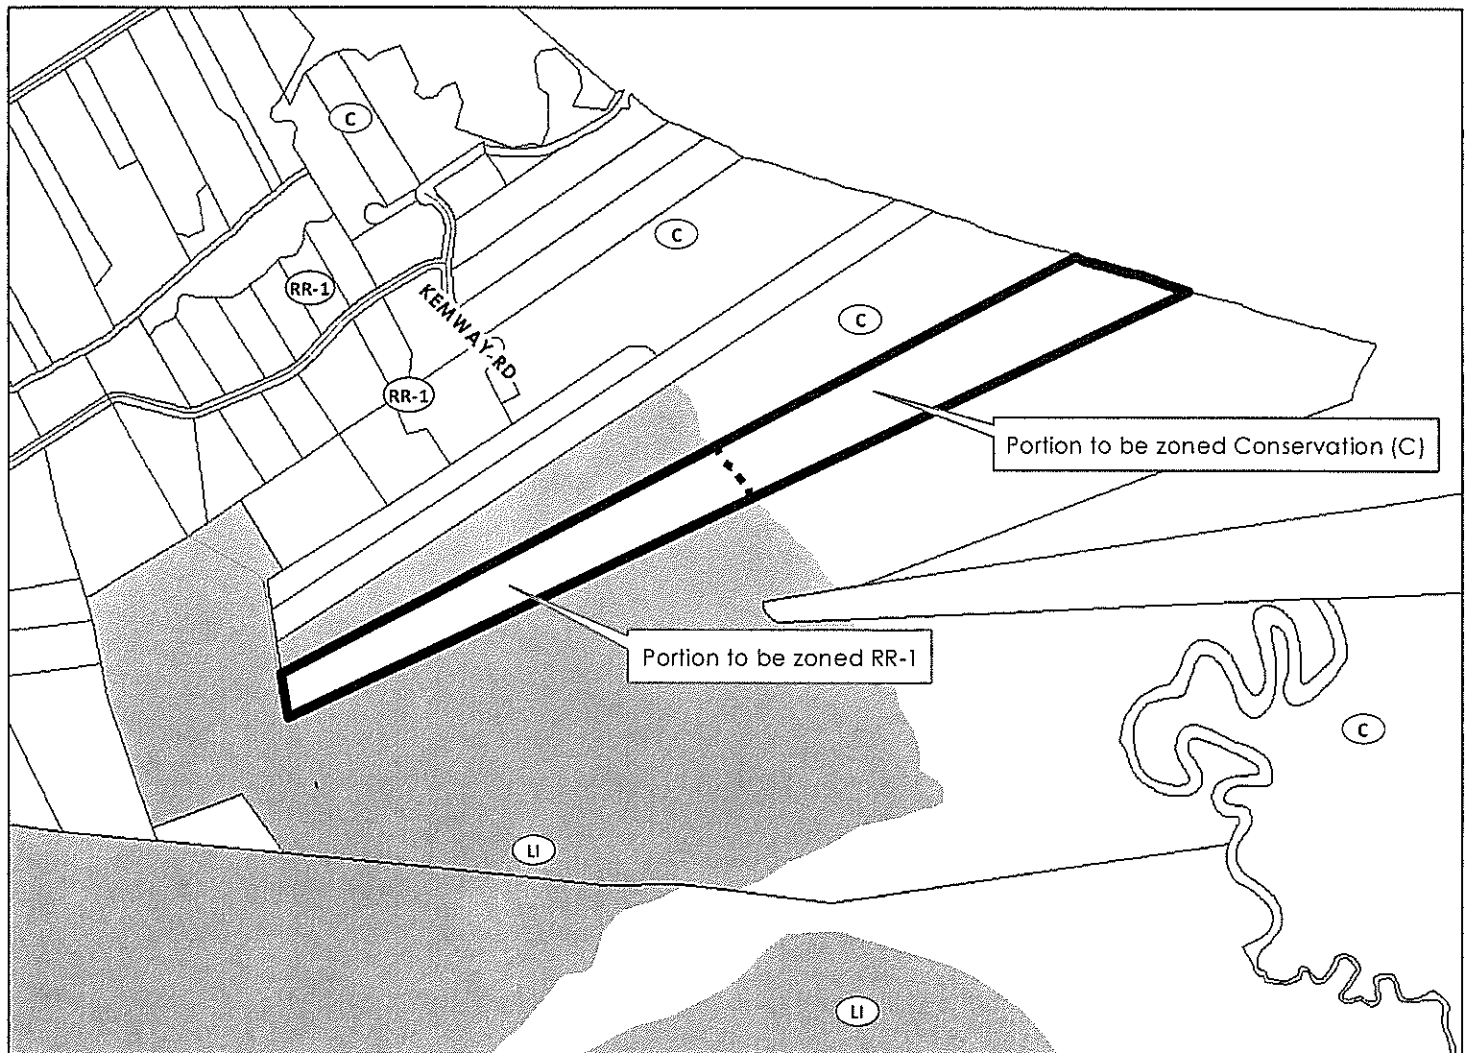 C
C
RR-1
KEMWAY RD
C
RR-1
Portion to be zoned Conservation (C)
Portion to be zoned RR-1
C
LI
LI